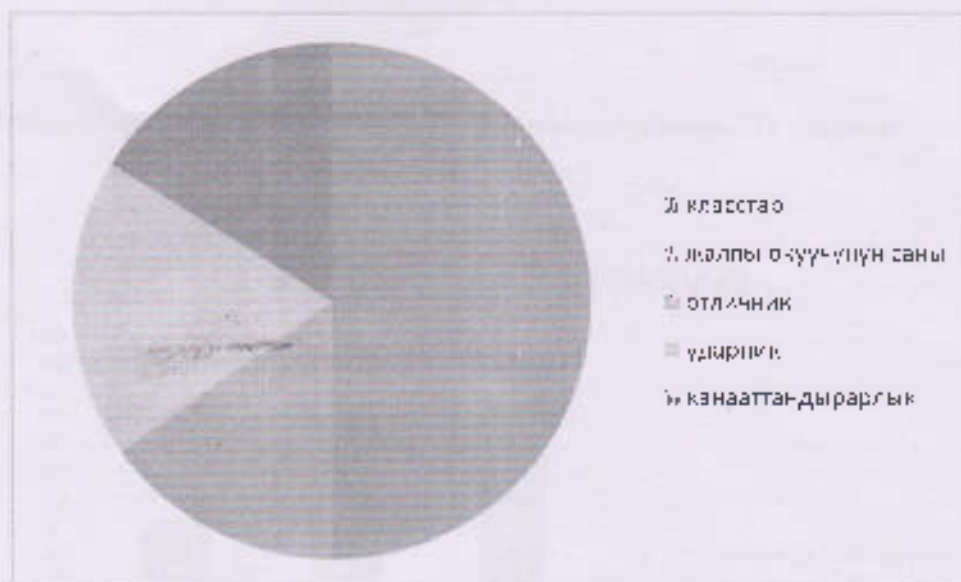 класстар
жалпы окуучунун саны
отличник
ударник
канааттандырарлык